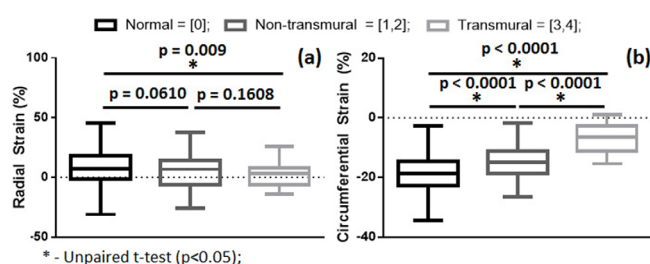 Normal = [0]; Non-transmural = [1,2]; Transmural = [3,4];
(a)
p = 0.009
*
p = 0.0610 p = 0.1608
Radial Strain (%)
100
50
0
-50
(b)
p < 0.0001
*
p < 0.0001 p < 0.0001
* *
Circumferential Strain (%)
20
0
-20
-40
* - Unpaired t-test (p<0.05);